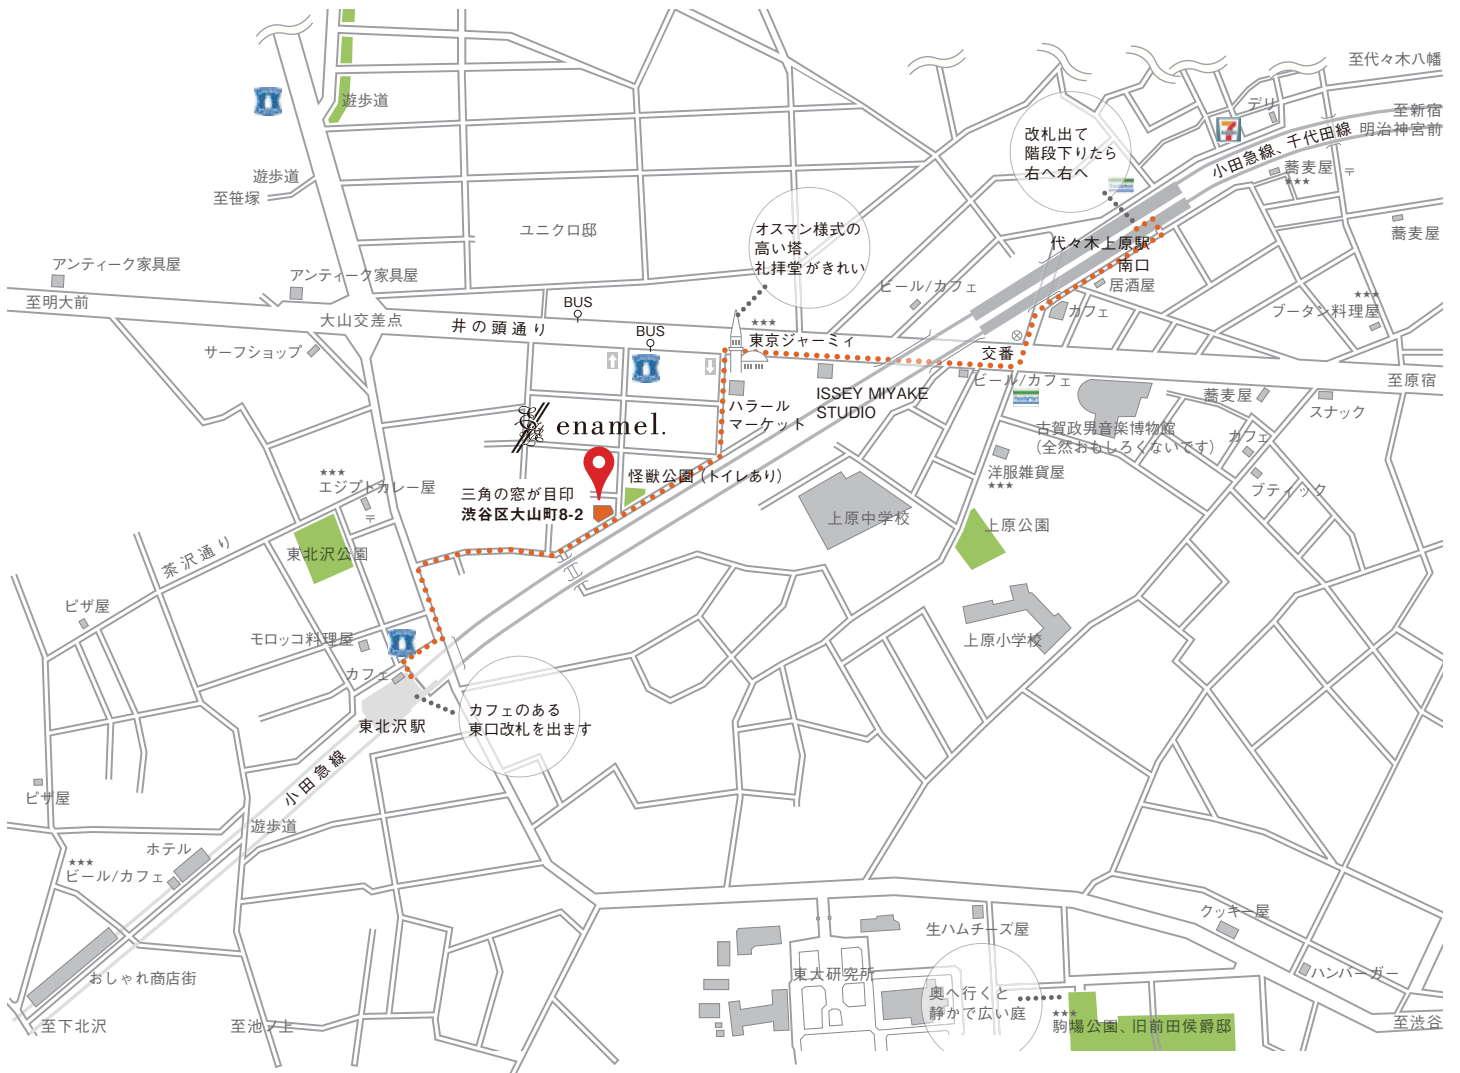 至代々木八幡
遊歩道
デリ
至新宿
明治神宮前
小田急線、千代田線
改札出て
階段下りたら
右へ右へ
蕎麦屋
★★★
〒
遊歩道
至笹塚
ユニクロ邸
オスマン様式の
高い塔、
礼拝堂がきれい
代々木上原駅
南口
蕎麦屋
アンティーク家具屋
アンティーク家具屋
至明大前
ビール/カフェ
居酒屋
カフェ
★★★
ブータン料理屋
BUS
大山交差点
井の頭通り
BUS
★★★
東京ジャーミィ
サーフショップ
交番
ビール/カフェ
至原宿
ISSEY MIYAKE
STUDIO
ハラール
マーケット
蕎麦屋
スナック
enamel.
古賀政男音楽博物館
(全然おもしろくないです)
カフェ
★★★
エジプトカレー屋
〒
怪獣公園(トイレあり)
洋服雑貨屋
★★★
ブティック
三角の窓が目印
渋谷区大山町8-2
上原中学校
上原公園
茶沢通り
東北沢公園
ピザ屋
モロッコ料理屋
上原小学校
カフェ
東北沢駅
カフェのある
東口改札を出ます
小田急線
ピザ屋
遊歩道
ホテル
★★★
ビール/カフェ
クッキー屋
生ハムチーズ屋
おしゃれ商店街
東大研究所
ハンバーガー
奥へ行くと
静かで広い庭
★★★
駒場公園、旧前田侯爵邸
至下北沢
至池ノ上
至渋谷